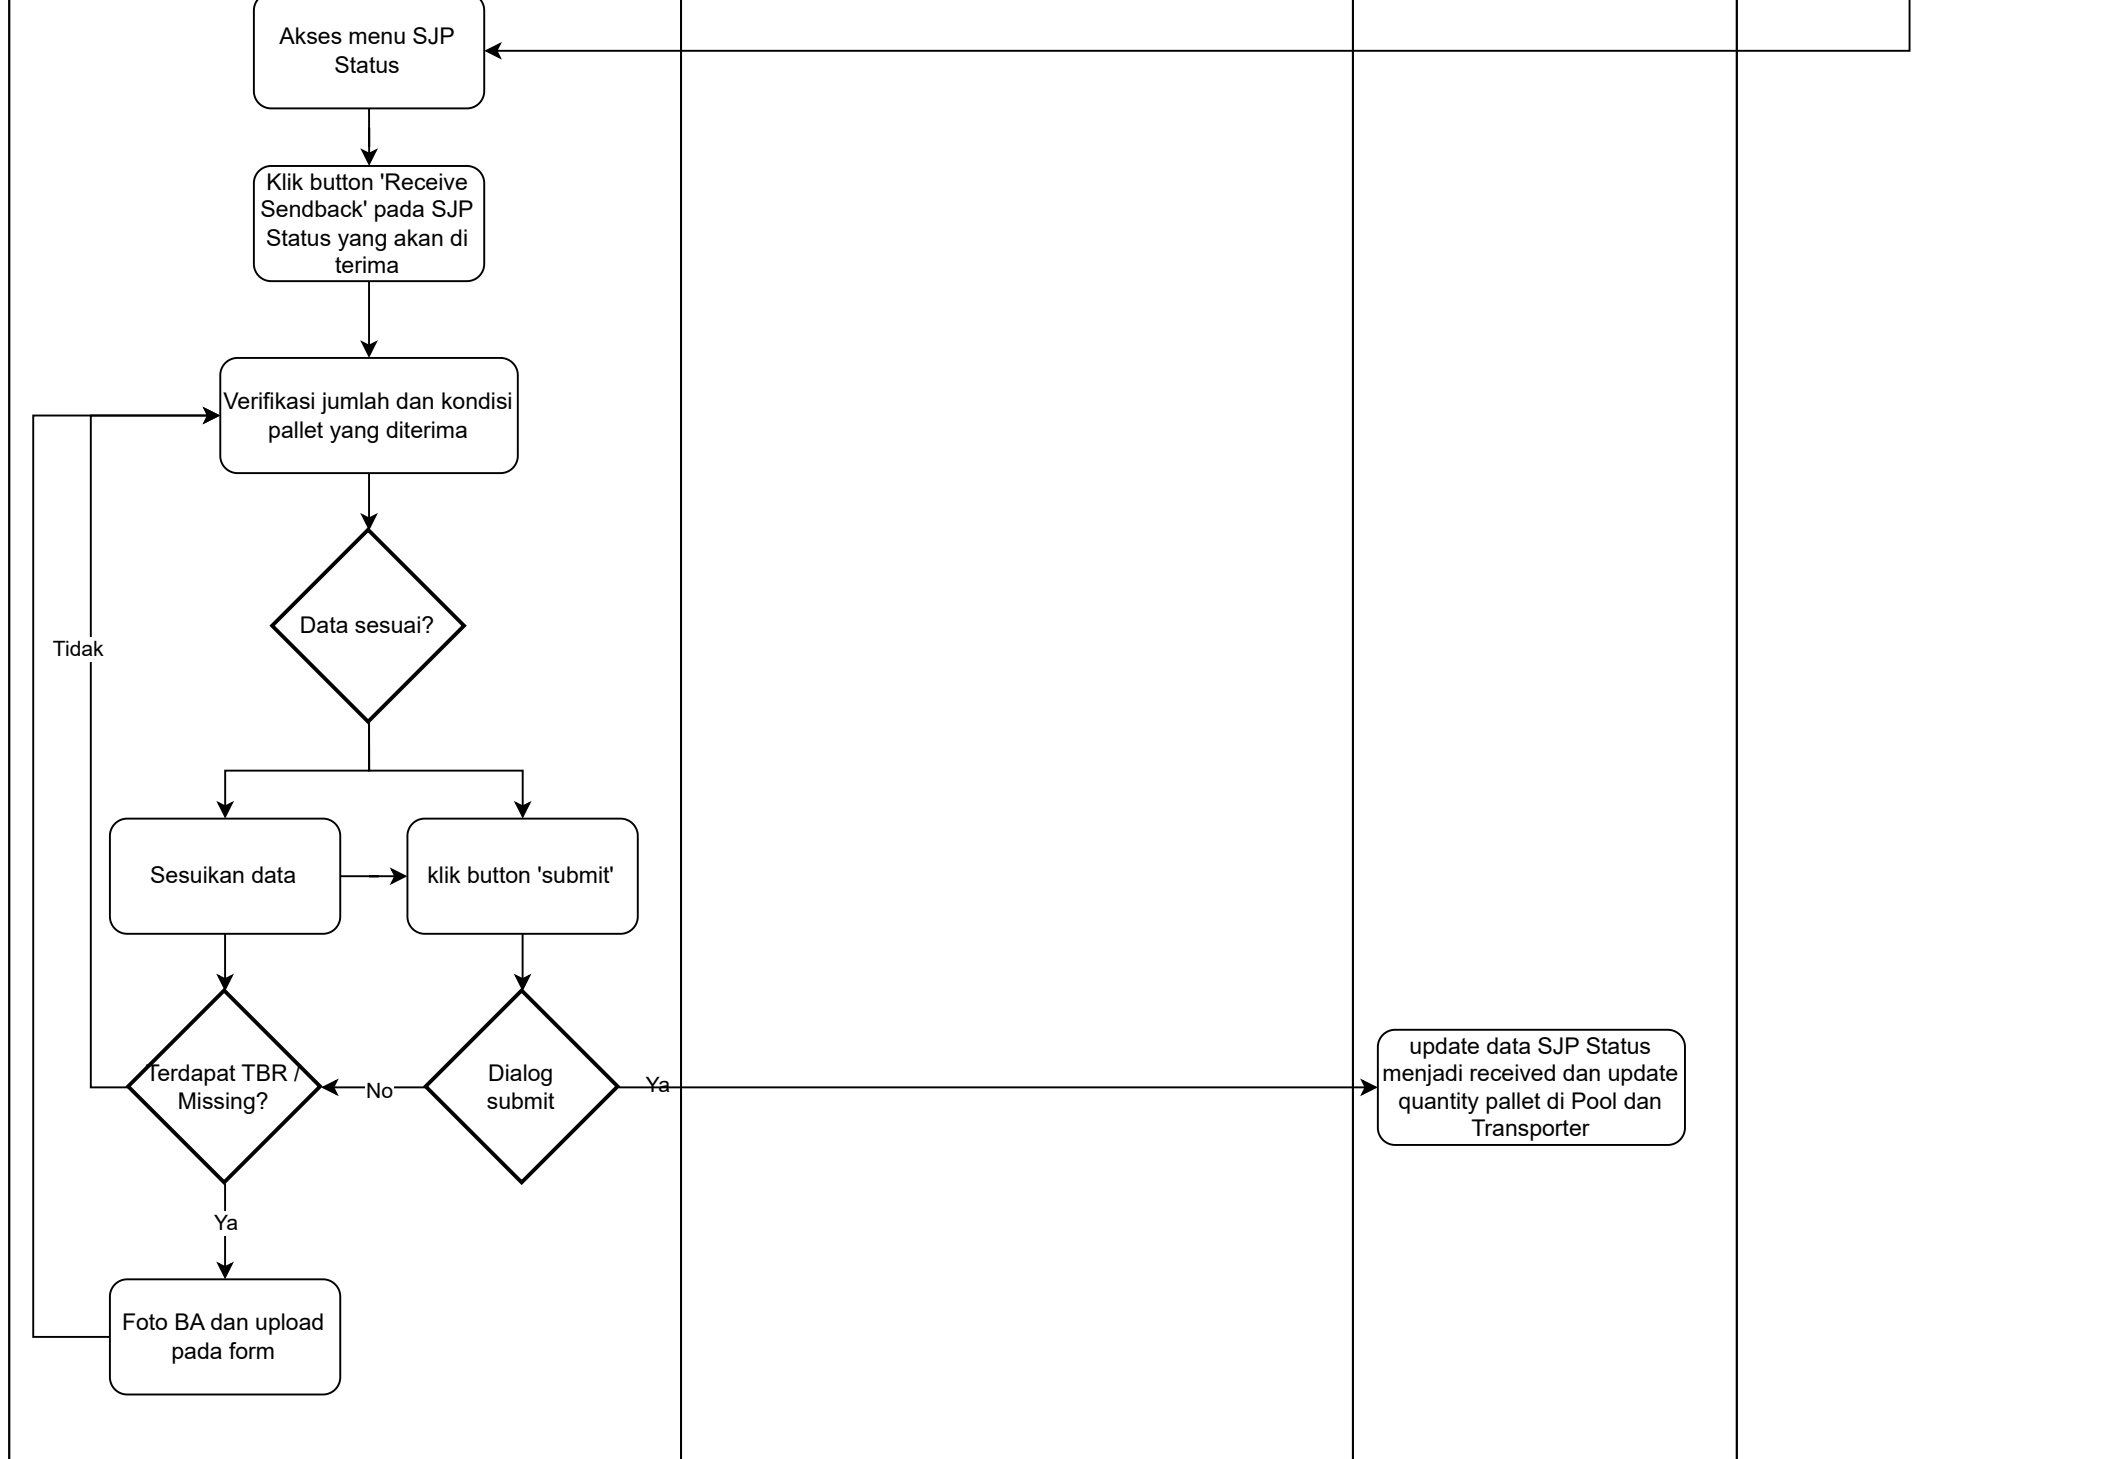 Akses menu SJP
Status
Klik button 'Receive
Sendback' pada SJP
Status yang akan di
terima
Verifikasi jumlah dan kondisi
pallet yang diterima
Data sesuai?
Tidak
Sesuikan data
klik button 'submit'
Terdapat TBR /
Missing?
No
Dialog
submit
Ya
update data SJP Status
menjadi received dan update
quantity pallet di Pool dan
Transporter
Ya
Foto BA dan upload
pada form